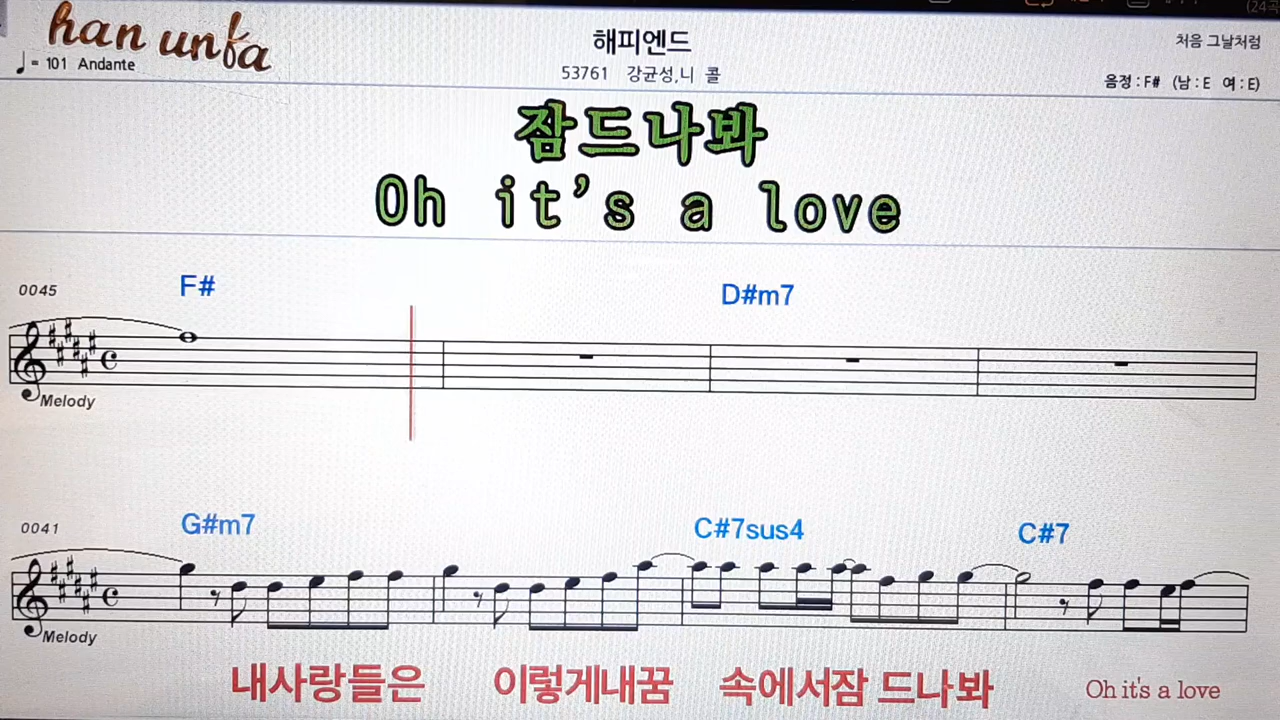 han unfa
♩= 101 Andante
해피엔드
53761 강균성,니 콜
처음 그날처럼
음정 : F# (남 : E 여 : E)
잠드나봐
Oh it's a love
0045
F#
D#m7
Melody
0041
G#m7
C#7sus4
C#7
Melody
내사랑들은 이렇게내꿈 속에서잠 드나봐 Oh it's a love